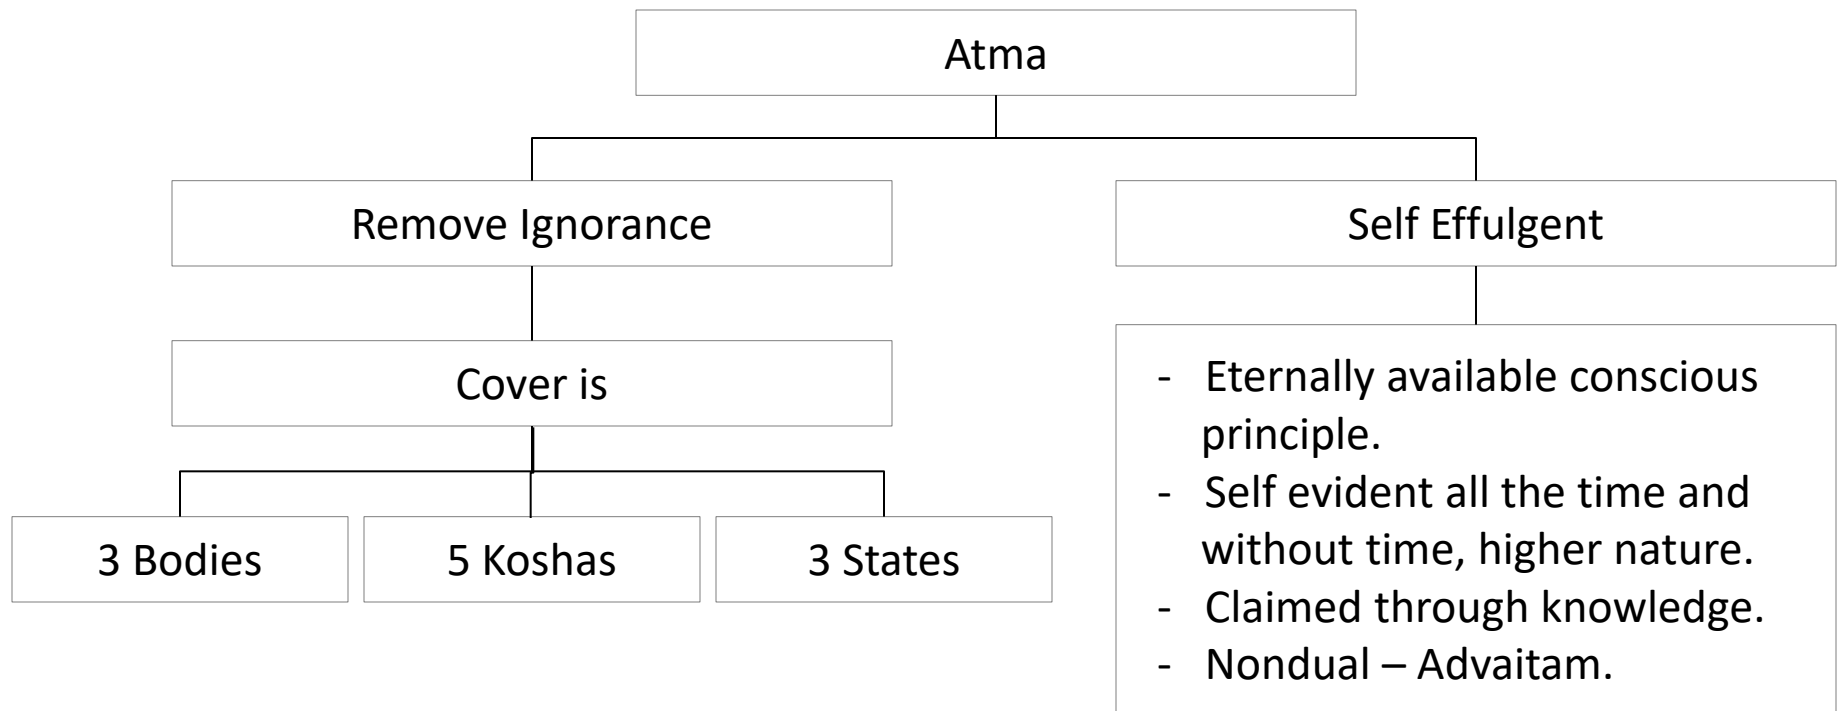 Atma
Remove Ignorance
Self Effulgent
Cover is
3 Bodies
5 Koshas
3 States
- Eternally available conscious
principle.
- Self evident all the time and
without time, higher nature.
- Claimed through knowledge.
- Nondual – Advaitam.